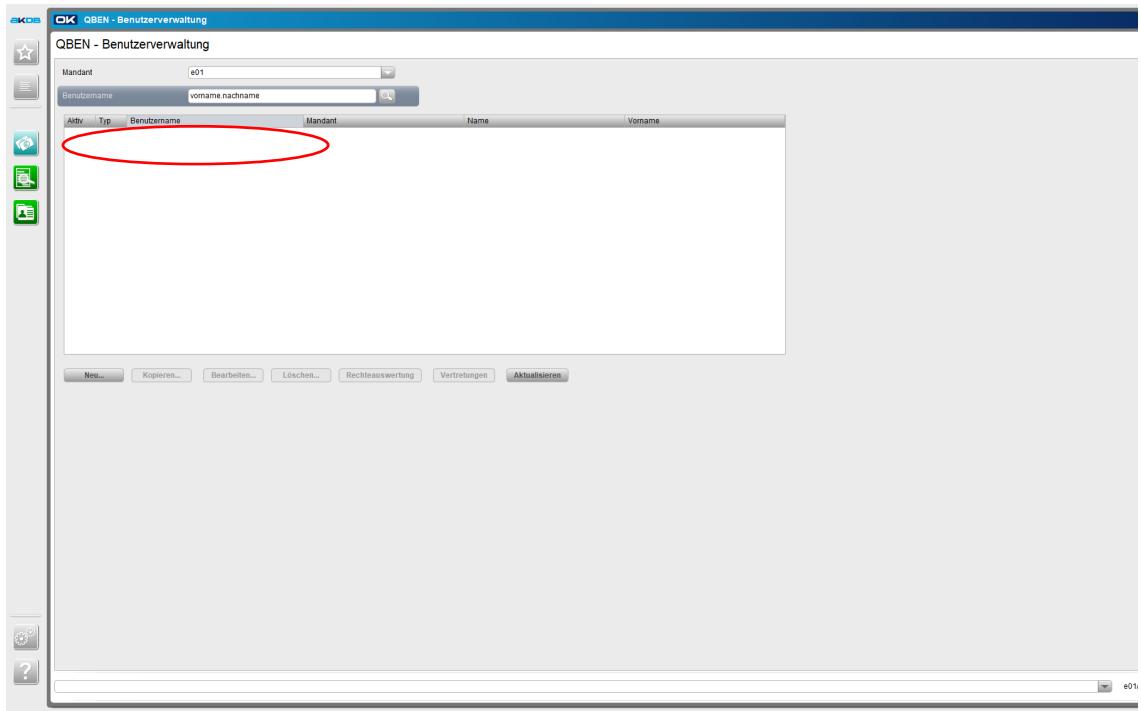 aKDB
OK QBEN - Benutzerverwaltung
QBEN - Benutzerverwaltung
Mandant e01
Benutzername vorname.nachname
Aktiv Typ Benutzername Mandant Name Vorname
Neu... Kopieren... Bearbeiten... Löschen... Rechteauswertung Vertretungen Aktualisieren
?
e01/